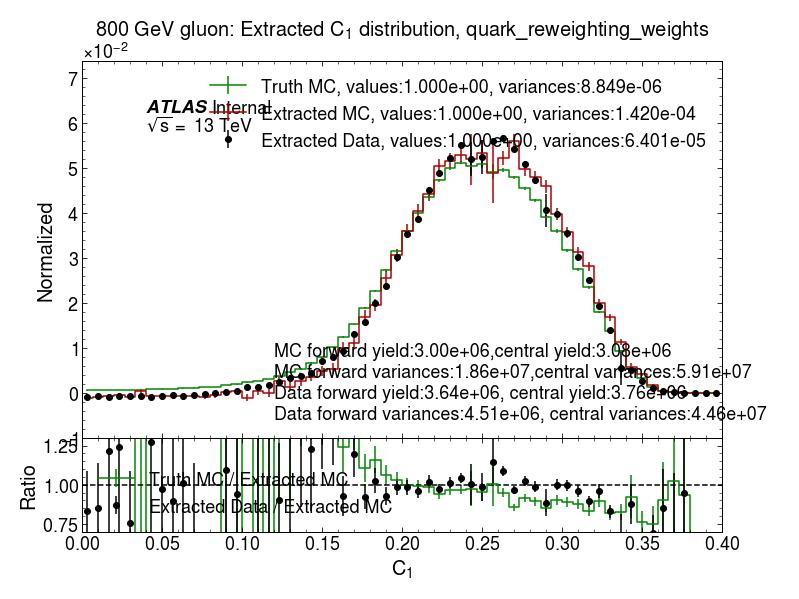 800 GeV gluon: Extracted C₁ distribution, quark_reweighting_weights
×10⁻²
Truth MC, values:1.000e+00, variances:8.849e-06
ATLAS Internal
Extracted MC, values:1.000e+00, variances:1.420e-04
√s = 13 TeV
Extracted Data, values:1.000e+00, variances:6.401e-05
7
6
5
4
3
2
1
0
Normalized
MC forward yield:3.00e+06,central yield:3.08e+06
MC forward variances:1.86e+07,central variances:5.91e+07
Data forward yield:3.64e+06, central yield:3.76e+06
Data forward variances:4.51e+06, central variances:4.46e+07
1.25
1.00
0.75
Ratio
Truth MC / Extracted MC
Extracted Data / Extracted MC
0.00 0.05 0.10 0.15 0.20 0.25 0.30 0.35 0.40
C₁